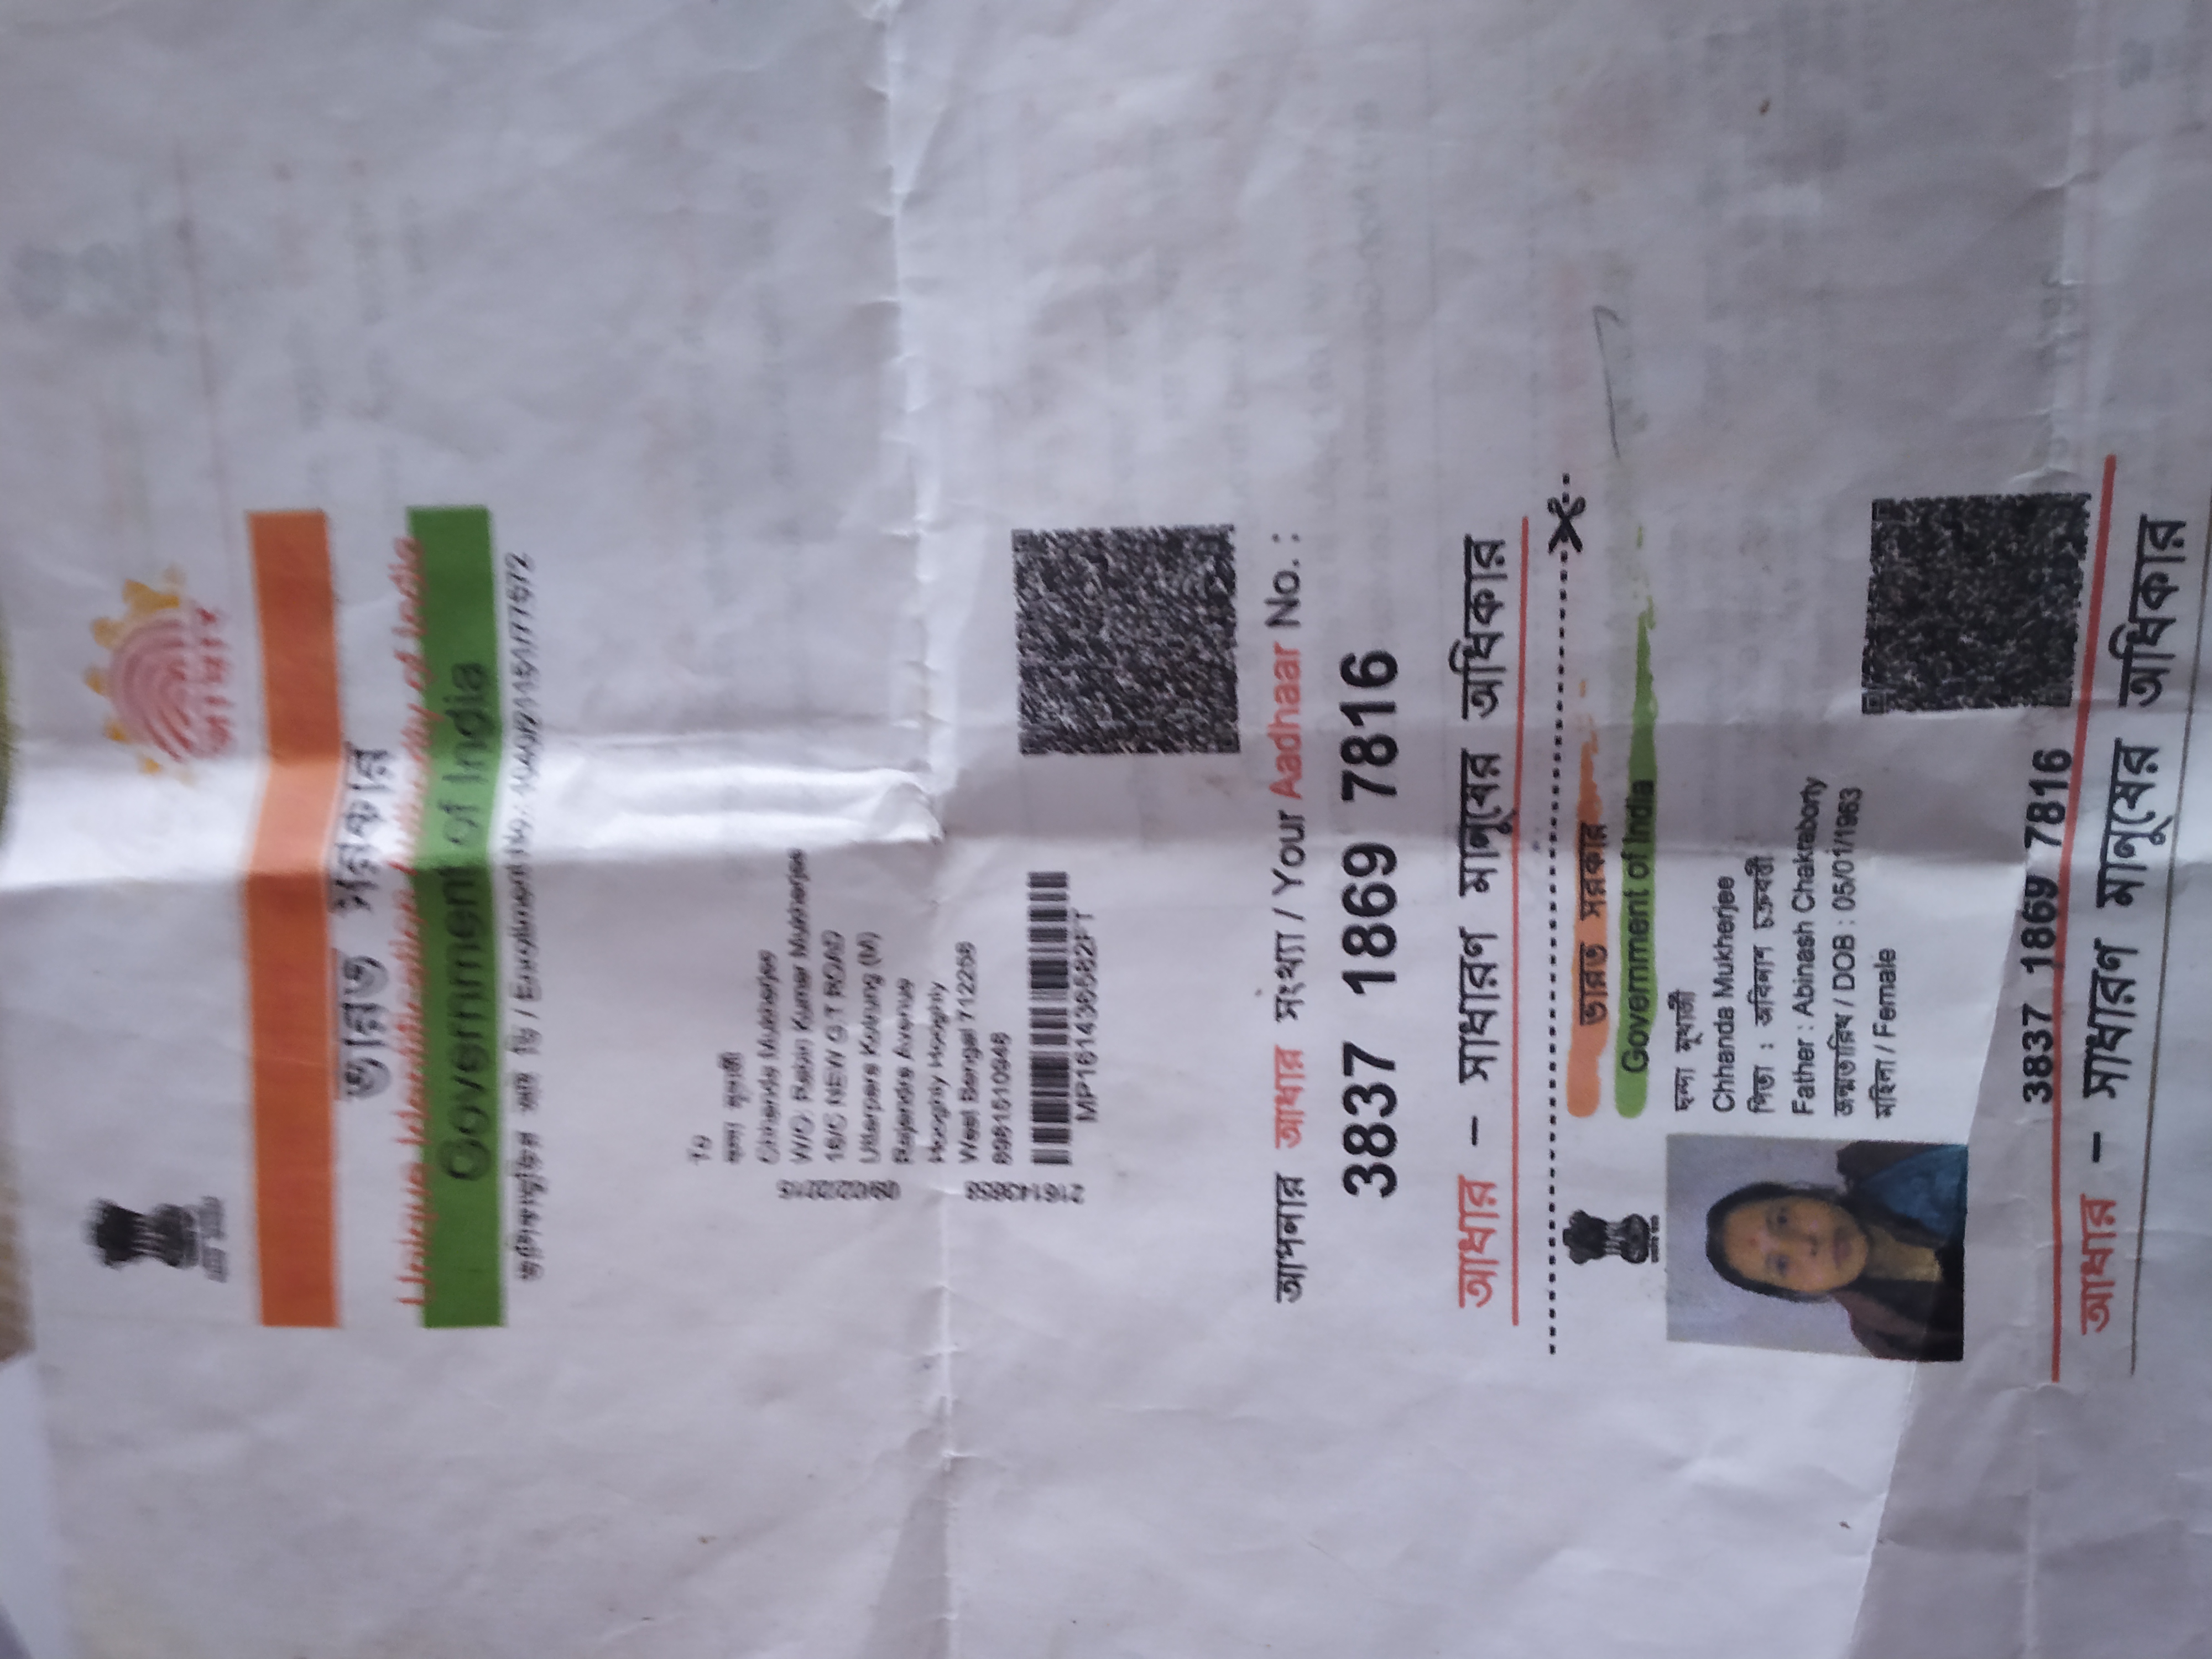 आधार
ভারত সরকার
Unique Identification Authority of India
Government of India
তালিকাভুক্তির আই ডি / Enrollment No.: 1040/21151/77572
To
ছন্দা মুখার্জী
Chhanda Mukherjee
W/O: Rabin Kumar Mukherjee
16/C NEW G.T ROAD
Utterpara Kotrung (M)
Rajendra Avenue
Hooghly Hooghly
West Bengal 712258
8981510946
09/02/2015
MP161436582FT
আপনার আধার সংখ্যা / Your Aadhaar No. :
3837 1869 7816
আধার – সাধারণ মানুষের অধিকার
ভারত সরকার
Government of India
ছন্দা মুখার্জী
Chhanda Mukherjee
পিতা : অবিনাশ চক্রবর্তী
Father : Abinash Chakraborty
জন্মতারিখ / DOB : 05/01/1963
মহিলা / Female
3837 1869 7816
আধার – সাধারণ মানুষের অধিকার